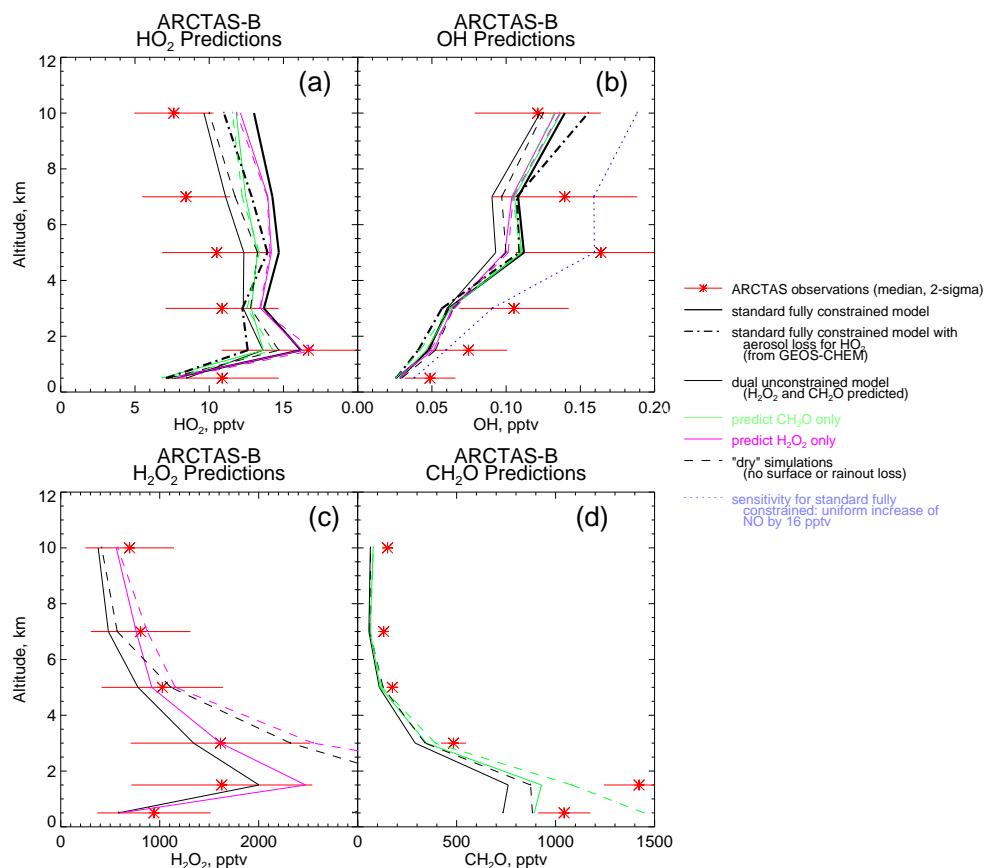 ARCTAS-B
HO₂ Predictions
ARCTAS-B
OH Predictions
(a)
(b)
12
10
8
6
4
2
0
Altitude, km
0
5
10
15
0.00
0.05
0.10
0.15
0.20
HO₂, pptv
OH, pptv
ARCTAS observations (median, 2-sigma)
standard fully constrained model
standard fully constrained model with
aerosol loss for HO₂
(from GEOS-CHEM)
dual unconstrained model
(H₂O₂ and CH₂O predicted)
predict CH₂O only
predict H₂O₂ only
"dry" simulations
(no surface or rainout loss)
sensitivity for standard fully
constrained: uniform increase of
NO by 16 pptv
ARCTAS-B
H₂O₂ Predictions
ARCTAS-B
CH₂O Predictions
(c)
(d)
12
10
8
6
4
2
0
Altitude, km
0
1000
2000
0
500
1000
1500
H₂O₂, pptv
CH₂O, pptv